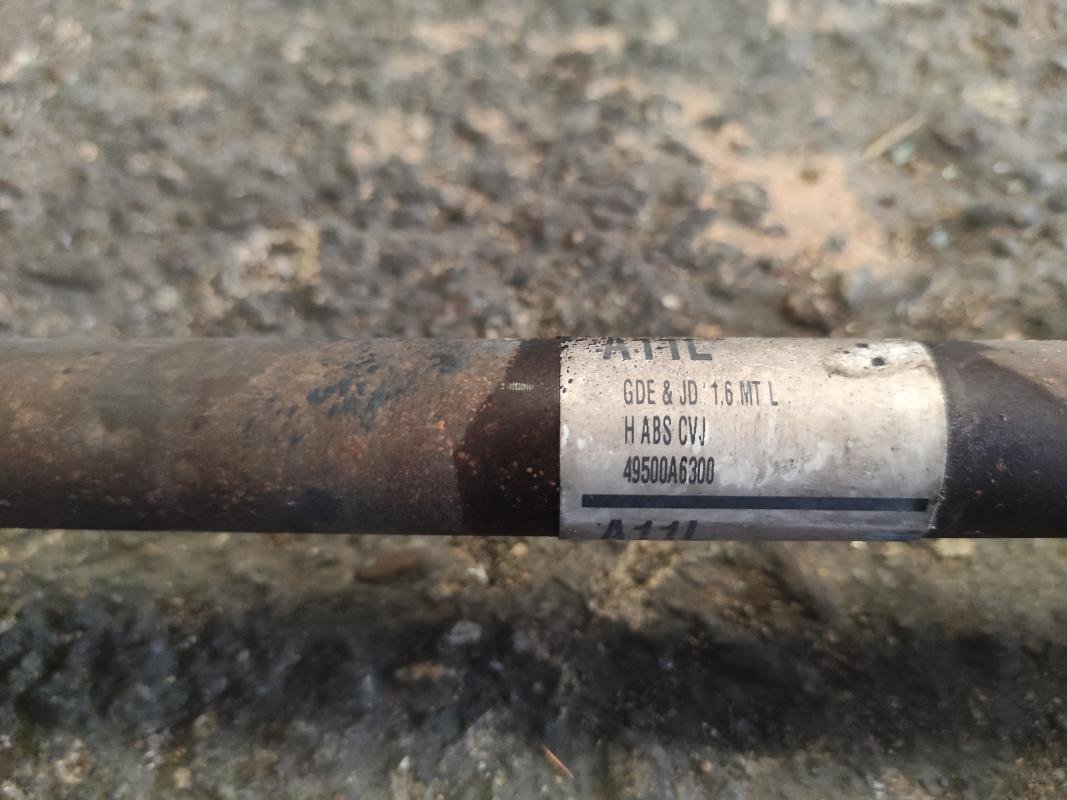 A11L
GDE & JD 1.6 MT L
H ABS CVJ
49500A6300
A11L